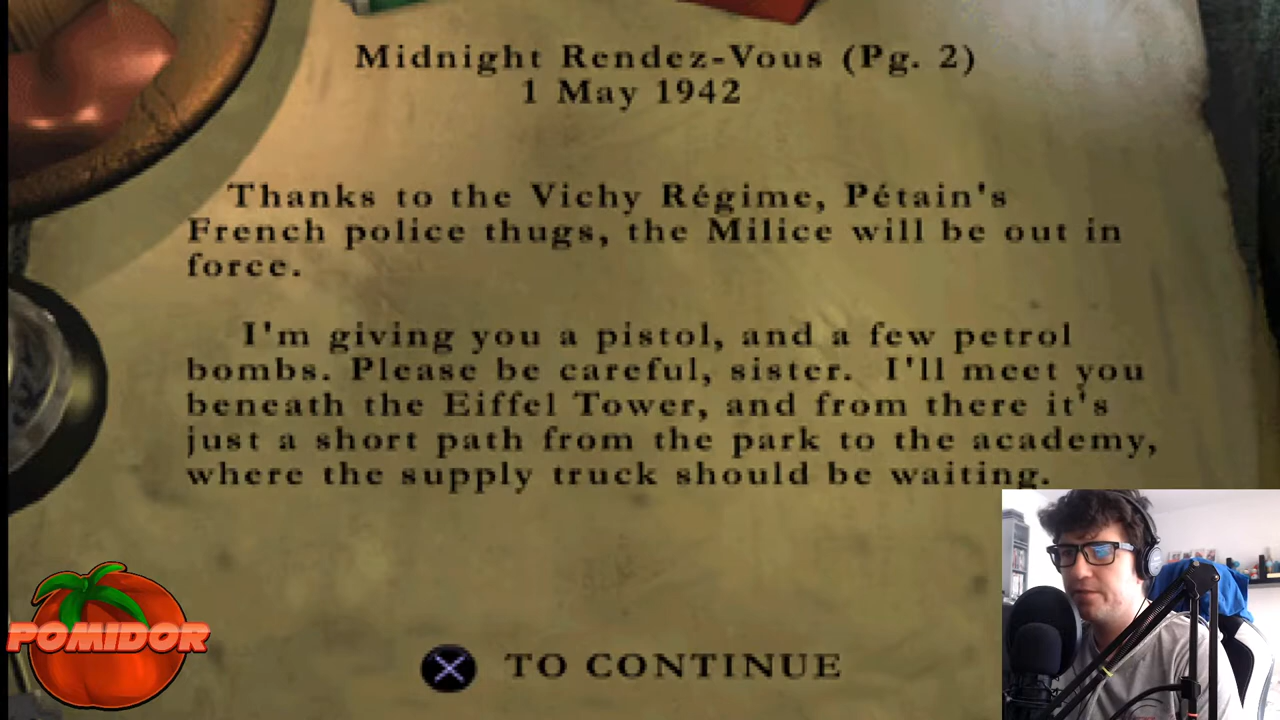 Midnight Rendez-Vous (Pg. 2)
1 May 1942
Thanks to the Vichy Régime, Pétain's
French police thugs, the Milice will be out in
force.
I'm giving you a pistol, and a few petrol
bombs. Please be careful, sister. I'll meet you
beneath the Eiffel Tower, and from there it's
just a short path from the park to the academy,
where the supply truck should be waiting.
POMIDOR
X TO CONTINUE